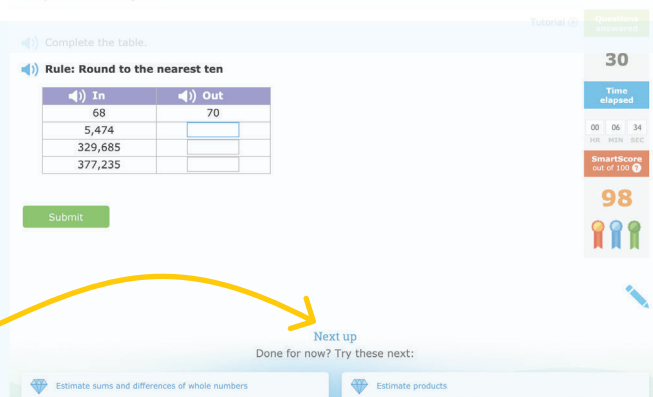 Tutorial
Questions
answered
Complete the table.
30
Rule: Round to the nearest ten
Time
elapsed
In Out
68 70
5,474
00 06 34
HR MIN SEC
329,685
377,235
SmartScore
out of 100 ?
98
Submit
Next up
Done for now? Try these next:
Estimate sums and differences of whole numbers
Estimate products